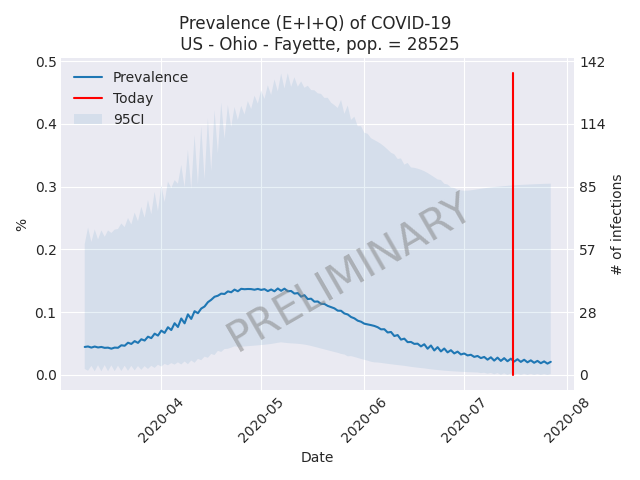 Prevalence (E+I+Q) of COVID-19
US - Ohio - Fayette, pop. = 28525
0.5
0.4
0.3
0.2
0.1
0.0
%
142
114
85
57
28
0
# of infections
Prevalence
Today
95CI
PRELIMINARY
2020-04
2020-05
2020-06
2020-07
2020-08
Date